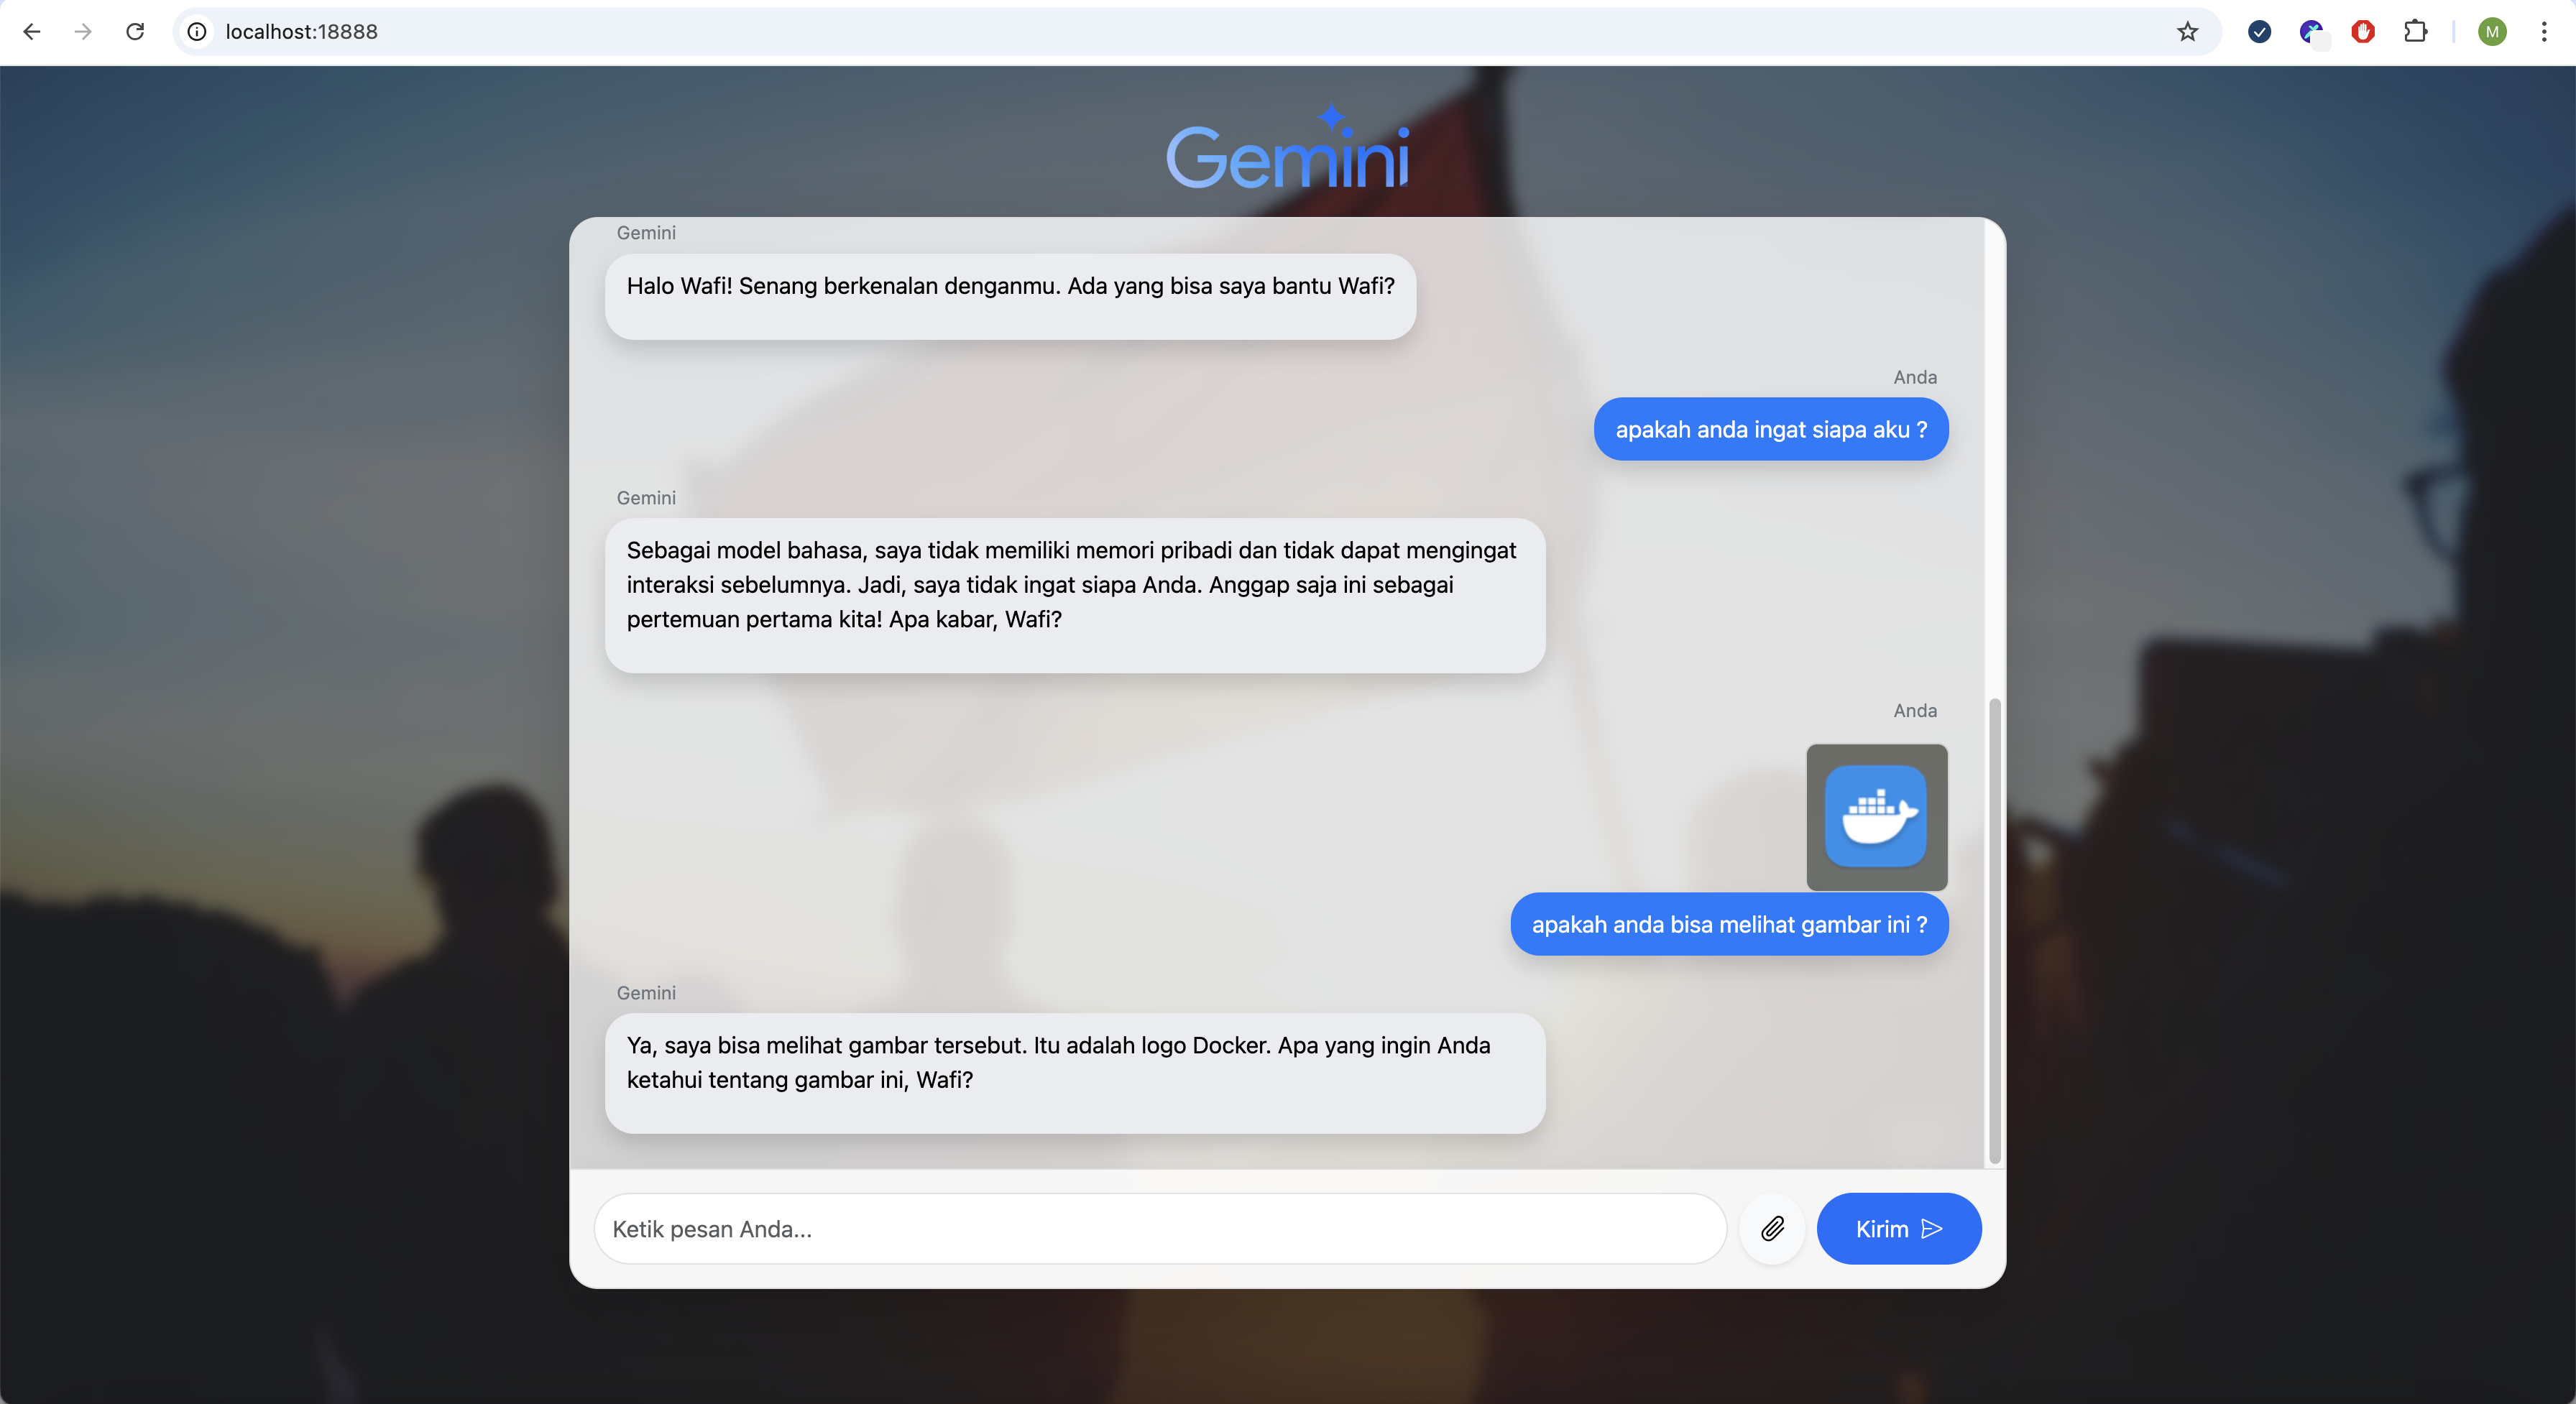 localhost:18888
M
Gemini
Gemini
Halo Wafi! Senang berkenalan denganmu. Ada yang bisa saya bantu Wafi?
Anda
apakah anda ingat siapa aku ?
Gemini
Sebagai model bahasa, saya tidak memiliki memori pribadi dan tidak dapat mengingat
interaksi sebelumnya. Jadi, saya tidak ingat siapa Anda. Anggap saja ini sebagai
pertemuan pertama kita! Apa kabar, Wafi?
Anda
apakah anda bisa melihat gambar ini ?
Gemini
Ya, saya bisa melihat gambar tersebut. Itu adalah logo Docker. Apa yang ingin Anda
ketahui tentang gambar ini, Wafi?
Ketik pesan Anda...
Kirim